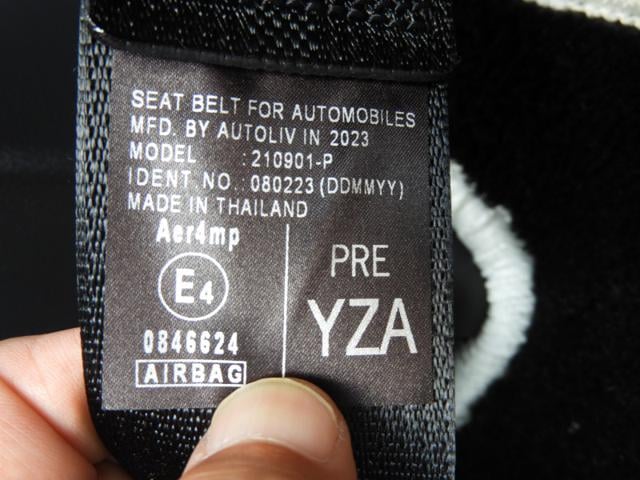 SEAT BELT FOR AUTOMOBILES
MFD. BY AUTOLIV IN 2023
MODEL : 210901-P
IDENT NO. : 080223 (DDMMYY)
MADE IN THAILAND
Aer4mp
E4
0846624
AIRBAG
PRE
YZA